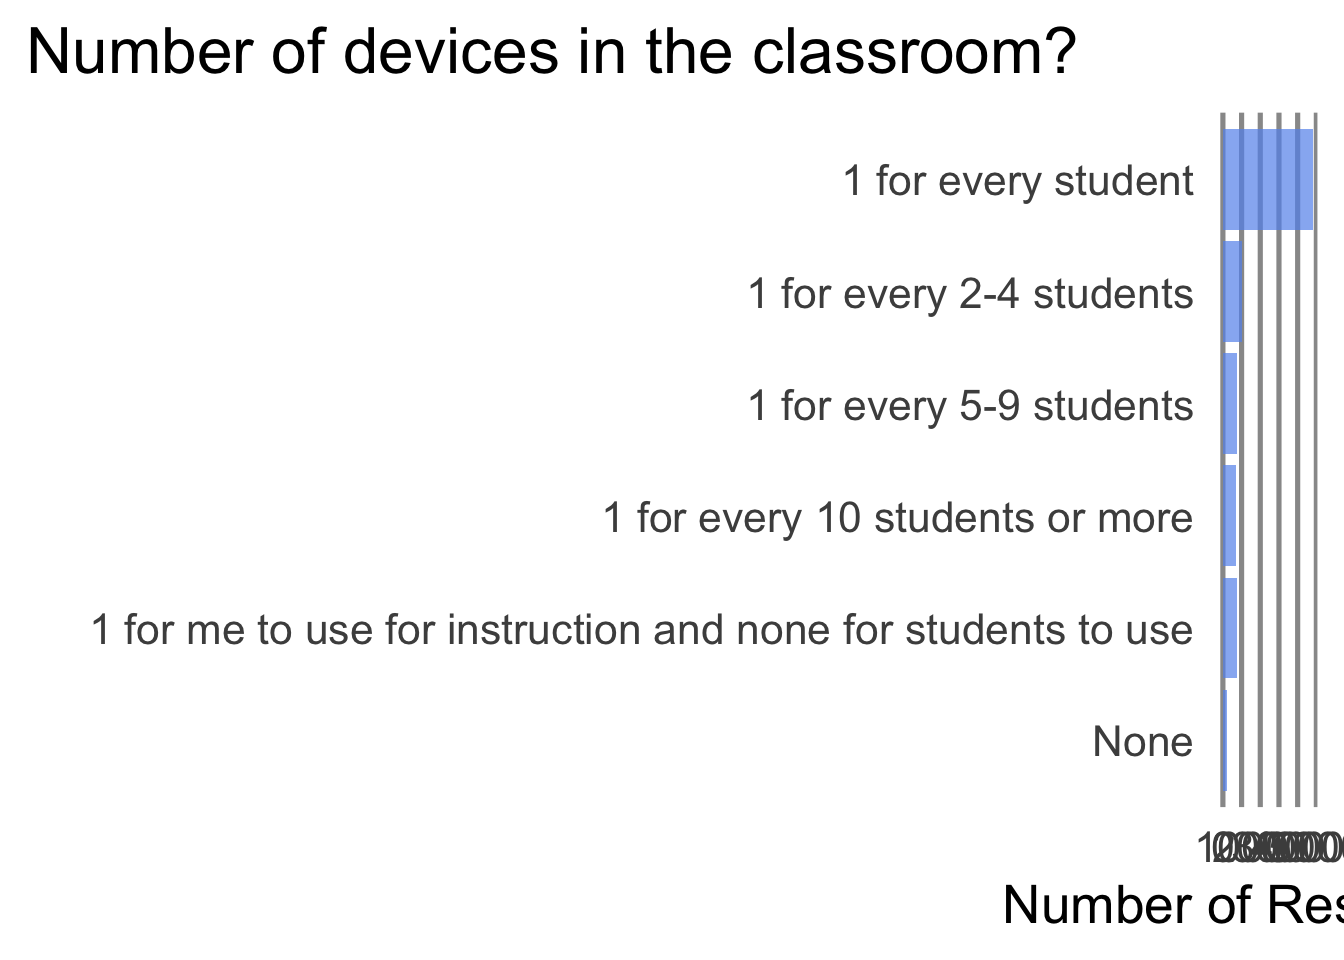 Number of devices in the classroom?
1 for every student
1 for every 2-4 students
1 for every 5-9 students
1 for every 10 students or more
1 for me to use for instruction and none for students to use
None
Number of Res